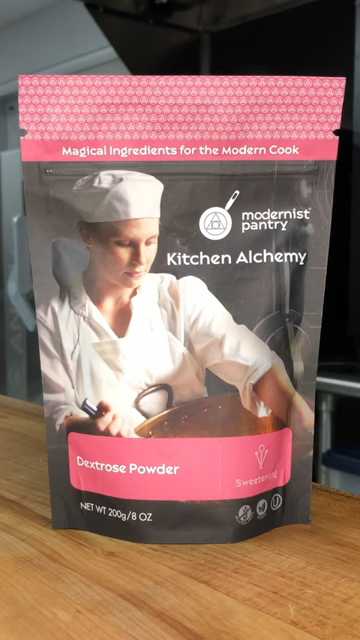 Magical Ingredients for the Modern Cook
modernist
pantry
Kitchen Alchemy
Dextrose Powder
Sweetening
NET WT 200g/8 OZ